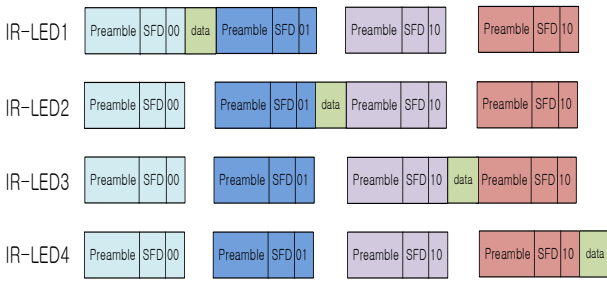 IR-LED1 Preamble SFD 00 data Preamble SFD 01 Preamble SFD 10 Preamble SFD 10
IR-LED2 Preamble SFD 00 Preamble SFD 01 data Preamble SFD 10 Preamble SFD 10
IR-LED3 Preamble SFD 00 Preamble SFD 01 Preamble SFD 10 data Preamble SFD 10
IR-LED4 Preamble SFD 00 Preamble SFD 01 Preamble SFD 10 Preamble SFD 10 data